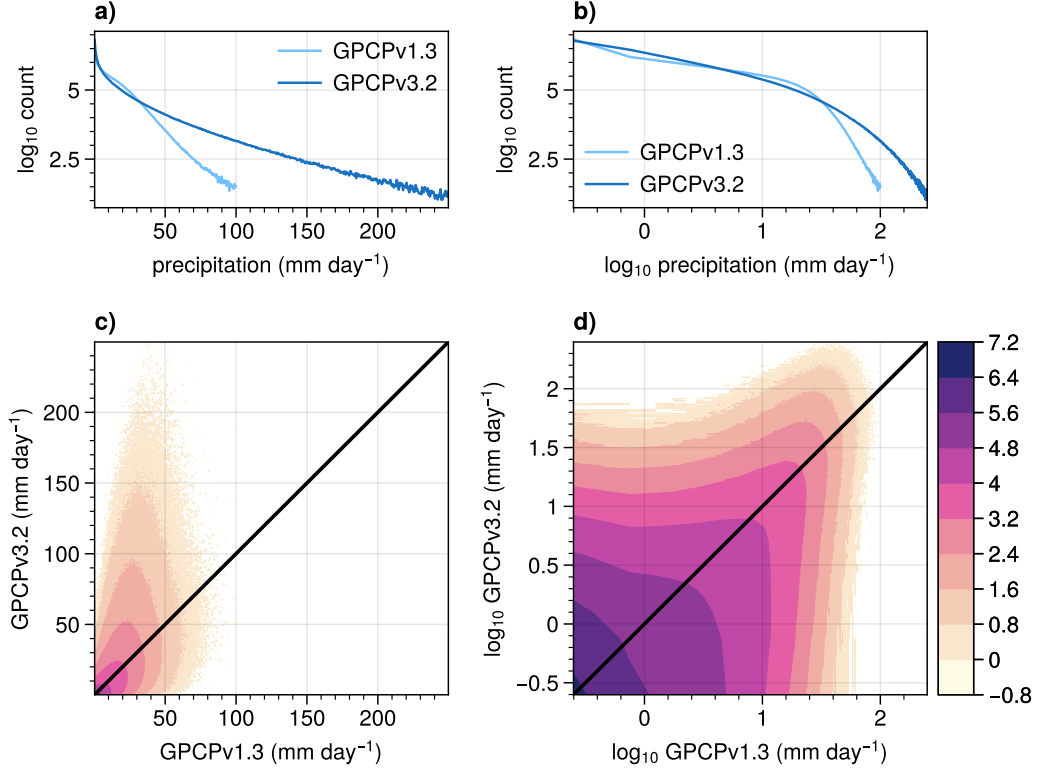 a)
GPCPv1.3
GPCPv3.2
5
2.5
log₁₀ count
50 100 150 200
precipitation (mm day⁻¹)
b)
GPCPv1.3
GPCPv3.2
5
2.5
log₁₀ count
0 1 2
log₁₀ precipitation (mm day⁻¹)
c)
200
150
100
50
GPCPv3.2 (mm day⁻¹)
50 100 150 200
GPCPv1.3 (mm day⁻¹)
d)
2
1.5
1
0.5
0
−0.5
log₁₀ GPCPv3.2 (mm day⁻¹)
0 1 2
log₁₀ GPCPv1.3 (mm day⁻¹)
7.2
6.4
5.6
4.8
4
3.2
2.4
1.6
0.8
0
−0.8